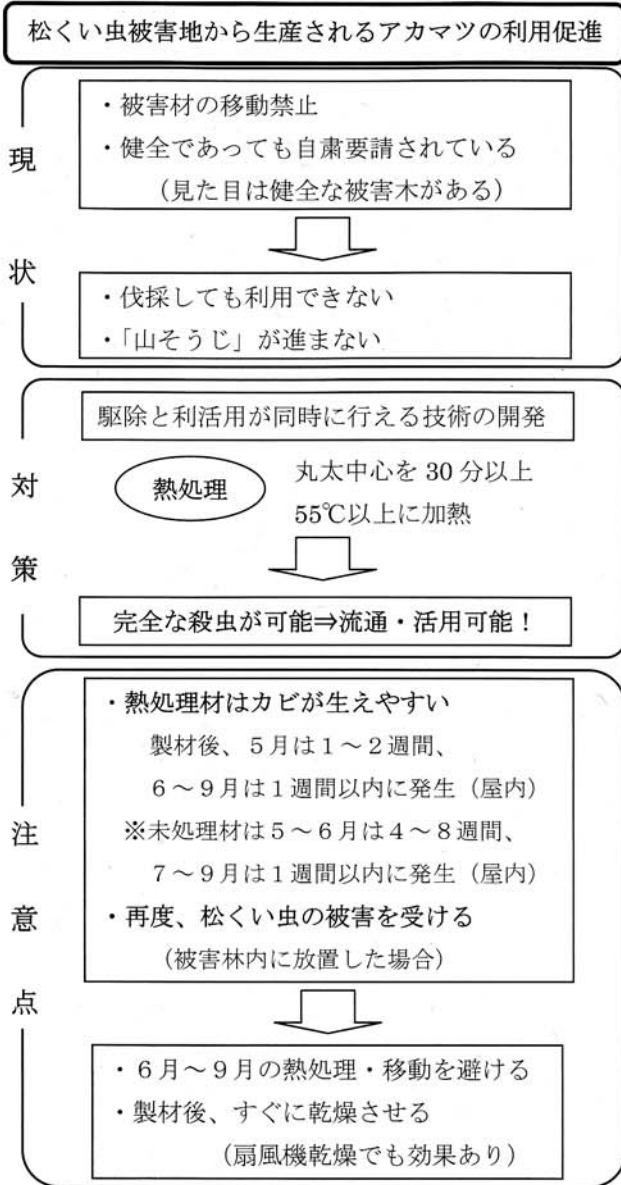 松くい虫被害地から生産されるアカマツの利用促進
現状
・被害材の移動禁止
・健全であっても自粛要請されている
（見た目は健全な被害木がある）
・伐採しても利用できない
・「山そうじ」が進まない
対策
駆除と利活用が同時に行える技術の開発
熱処理
丸太中心を 30 分以上
55℃以上に加熱
完全な殺虫が可能⇒流通・活用可能！
注意点
・熱処理材はカビが生えやすい
製材後、５月は１～２週間、
６～９月は１週間以内に発生（屋内）
※未処理材は５～６月は４～８週間、
７～９月は１週間以内に発生（屋内）
・再度、松くい虫の被害を受ける
（被害林内に放置した場合）
・６月～９月の熱処理・移動を避ける
・製材後、すぐに乾燥させる
（扇風機乾燥でも効果あり）